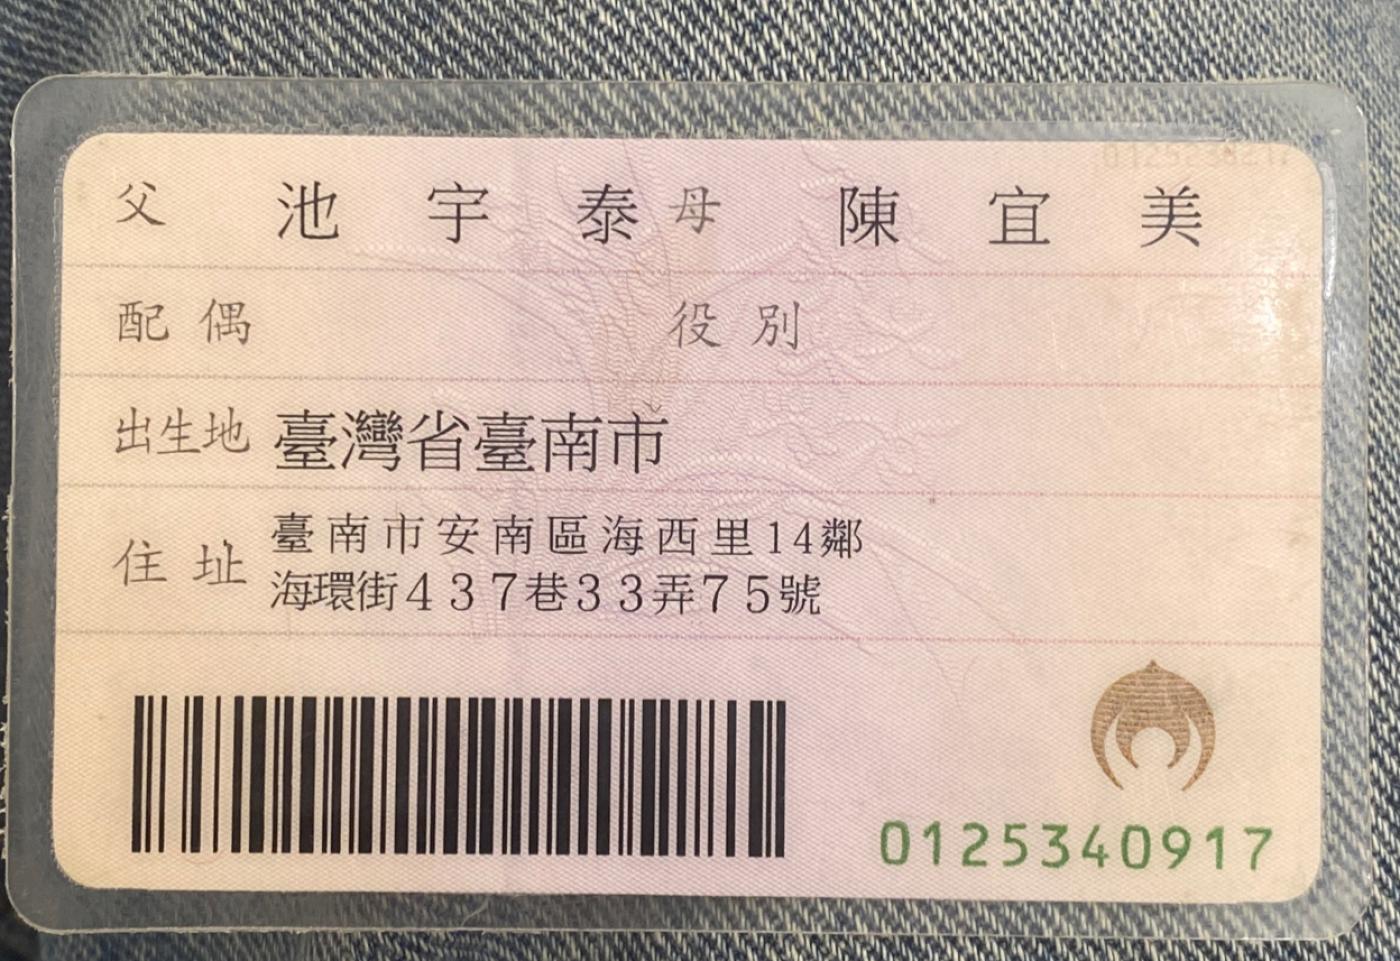 父 池宇泰 母 陳宜美
配偶 役別
出生地 臺灣省臺南市
住址 臺南市安南區海西里14鄰
海環街437巷33弄75號
0125340917